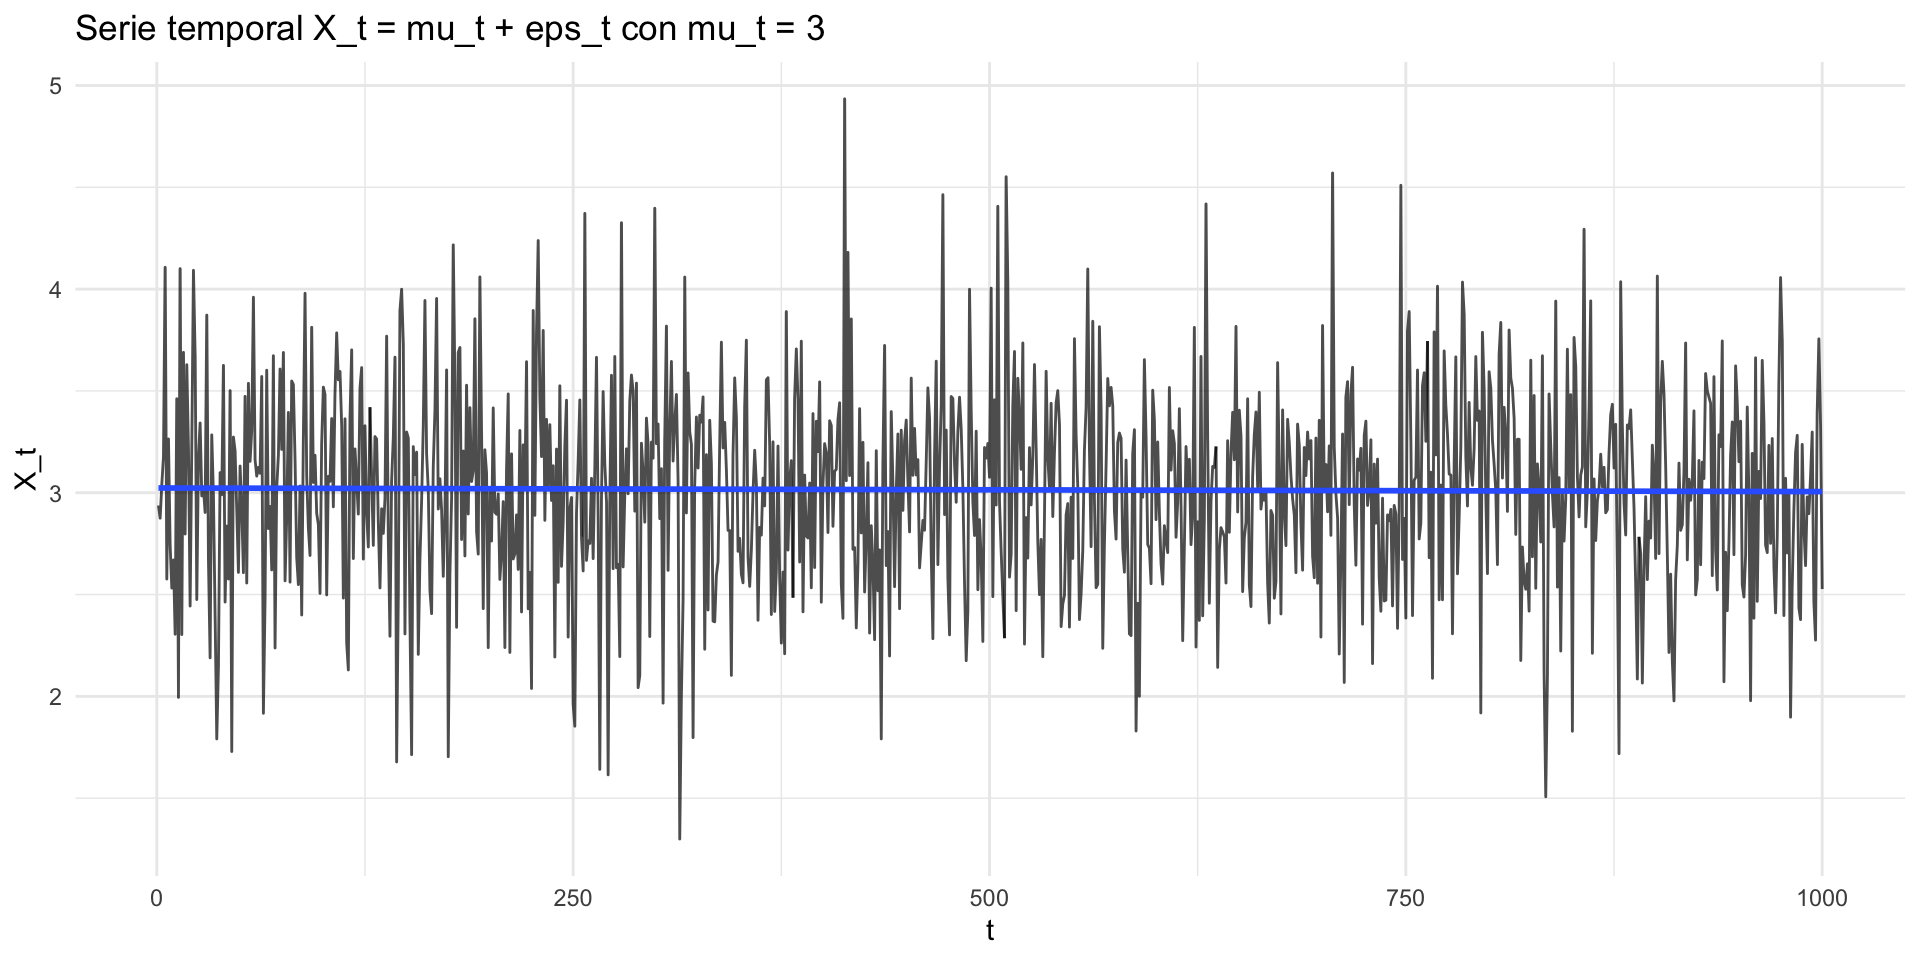 Serie temporal X_t = mu_t + eps_t con mu_t = 3
5
4
3
2
X_t
0 250 500 750 1000
t